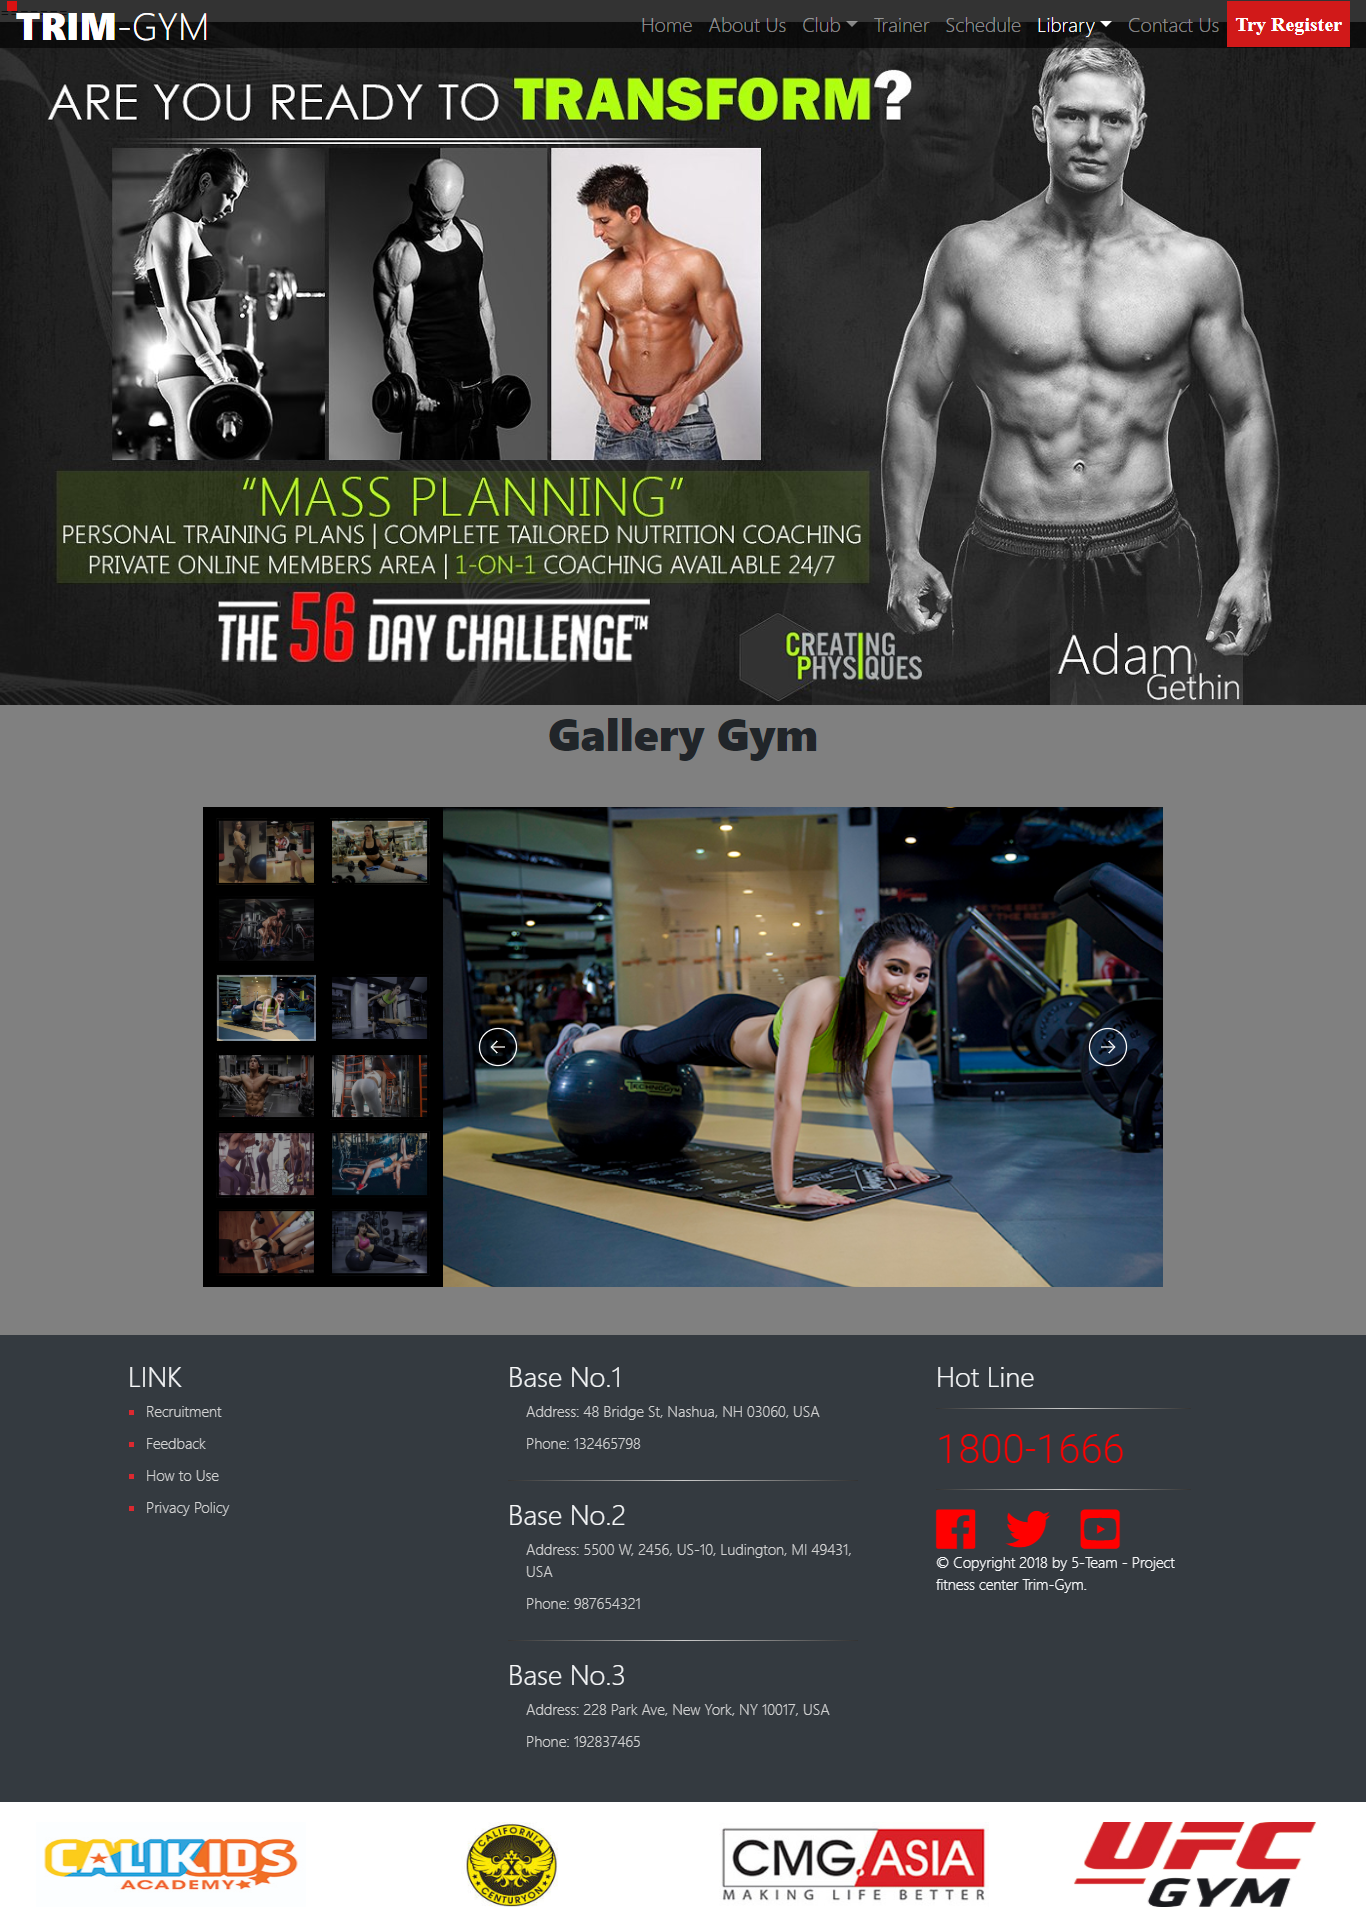 TRIM-GYM
Home About Us Club Trainer Schedule Library Contact Us Try Register
ARE YOU READY TO TRANSFORM?
“MASS PLANNING”
PERSONAL TRAINING PLANS | COMPLETE TAILORED NUTRITION COACHING
PRIVATE ONLINE MEMBERS AREA | 1-ON-1 COACHING AVAILABLE 24/7
THE 56 DAY CHALLENGE™
CREATING
PHYSIQUES
Adam
Gethin
Gallery Gym
TECHNOGYM
LINK
Recruitment
Feedback
How to Use
Privacy Policy
Base No.1
Address: 48 Bridge St, Nashua, NH 03060, USA
Phone: 132465798
Base No.2
Address: 5500 W, 2456, US-10, Ludington, MI 49431,
USA
Phone: 987654321
Base No.3
Address: 228 Park Ave, New York, NY 10017, USA
Phone: 192837465
Hot Line
1800-1666
© Copyright 2018 by 5-Team - Project
fitness center Trim-Gym.
CALIKIDS
ACADEMY
CALIFORNIA
X
CENTURYON
CMG.ASIA
MAKING LIFE BETTER
UFC
GYM